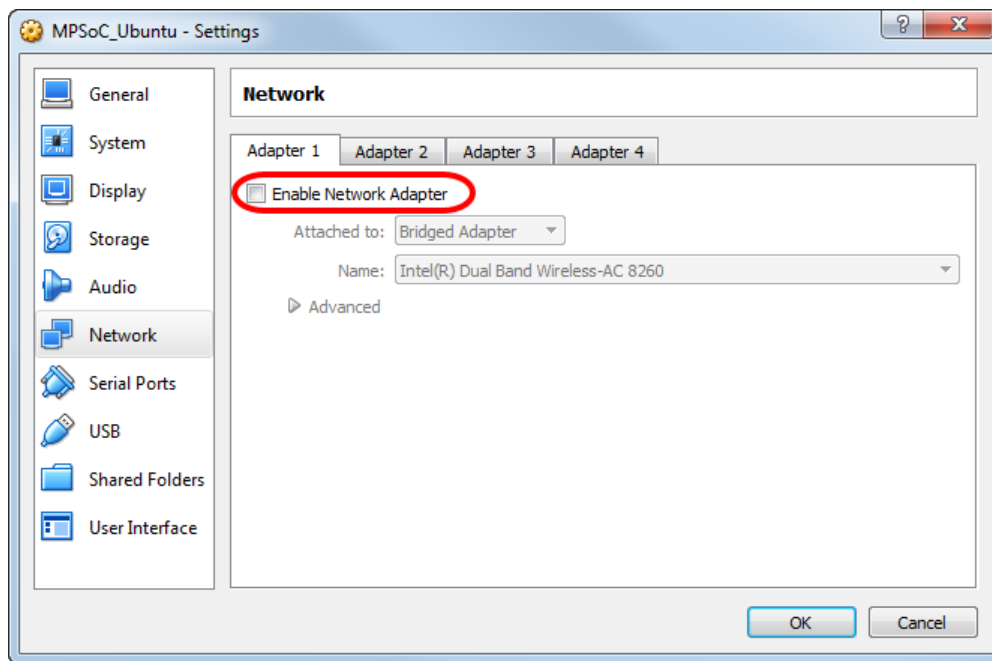 MPSoC_Ubuntu - Settings
General
System
Display
Storage
Audio
Network
Serial Ports
USB
Shared Folders
User Interface
Network
Adapter 1 Adapter 2 Adapter 3 Adapter 4
Enable Network Adapter
Attached to: Bridged Adapter
Name: Intel(R) Dual Band Wireless-AC 8260
Advanced
OK Cancel